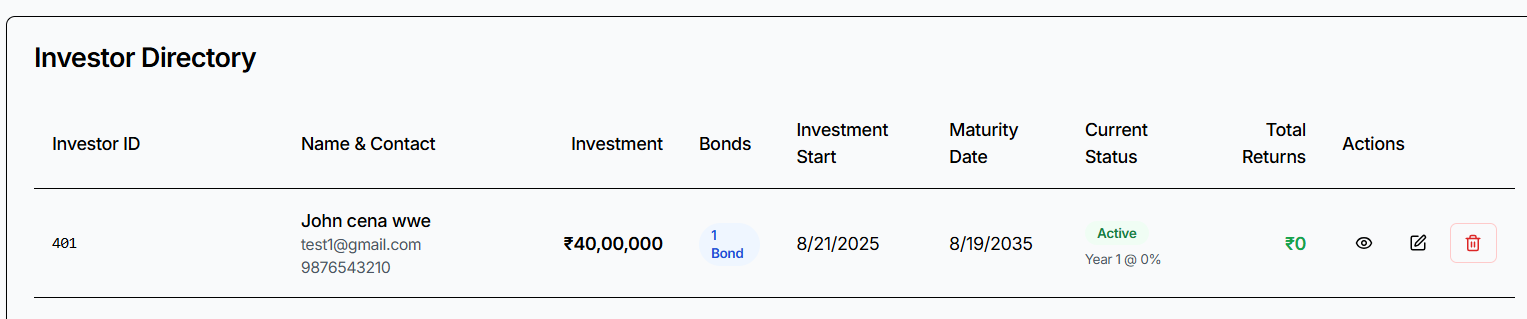 Investor Directory
Investor ID
Name & Contact
Investment
Bonds
Investment
Start
Maturity
Date
Current
Status
Total
Returns
Actions
401
John cena wwe
test1@gmail.com
9876543210
₹40,00,000
1
Bond
8/21/2025
8/19/2035
Active
Year 1 @ 0%
₹0